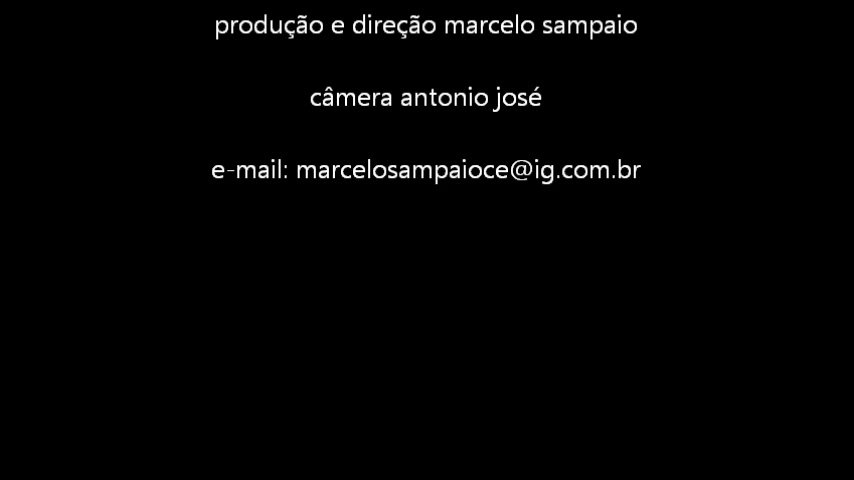 produção e direção marcelo sampaio
câmera antonio josé
e-mail: marcelosampaioce@ig.com.br